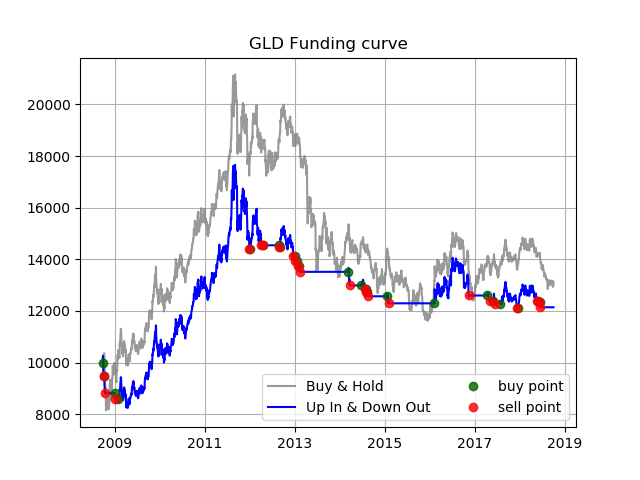 GLD Funding curve
20000
18000
16000
14000
12000
10000
8000
Buy & Hold
Up In & Down Out
buy point
sell point
2009 2011 2013 2015 2017 2019